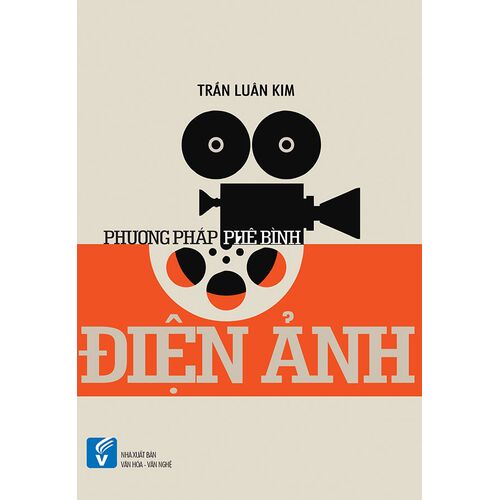 TRẦN LUÂN KIM
PHƯƠNG PHÁP PHÊ BÌNH
ĐIỆN ẢNH
NHÀ XUẤT BẢN
VĂN HÓA - VĂN NGHỆ